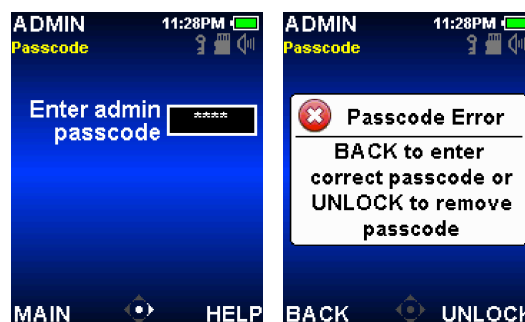 ADMIN 11:28PM
Passcode
Enter admin
passcode ****
MAIN HELP
ADMIN 11:28PM
Passcode
Passcode Error
BACK to enter
correct passcode or
UNLOCK to remove
passcode
BACK UNLOCK